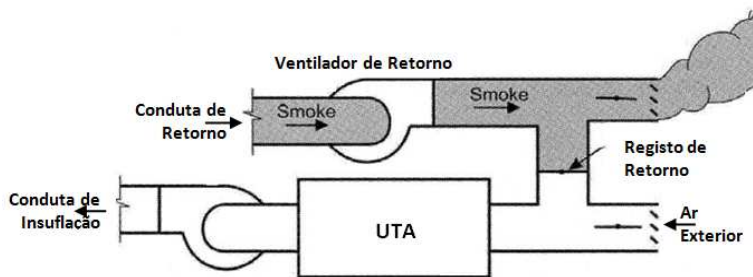 Ventilador de Retorno
Conduta de
Retorno
Smoke
Smoke
Registo de
Retorno
Conduta de
Insuflação
UTA
Ar
Exterior